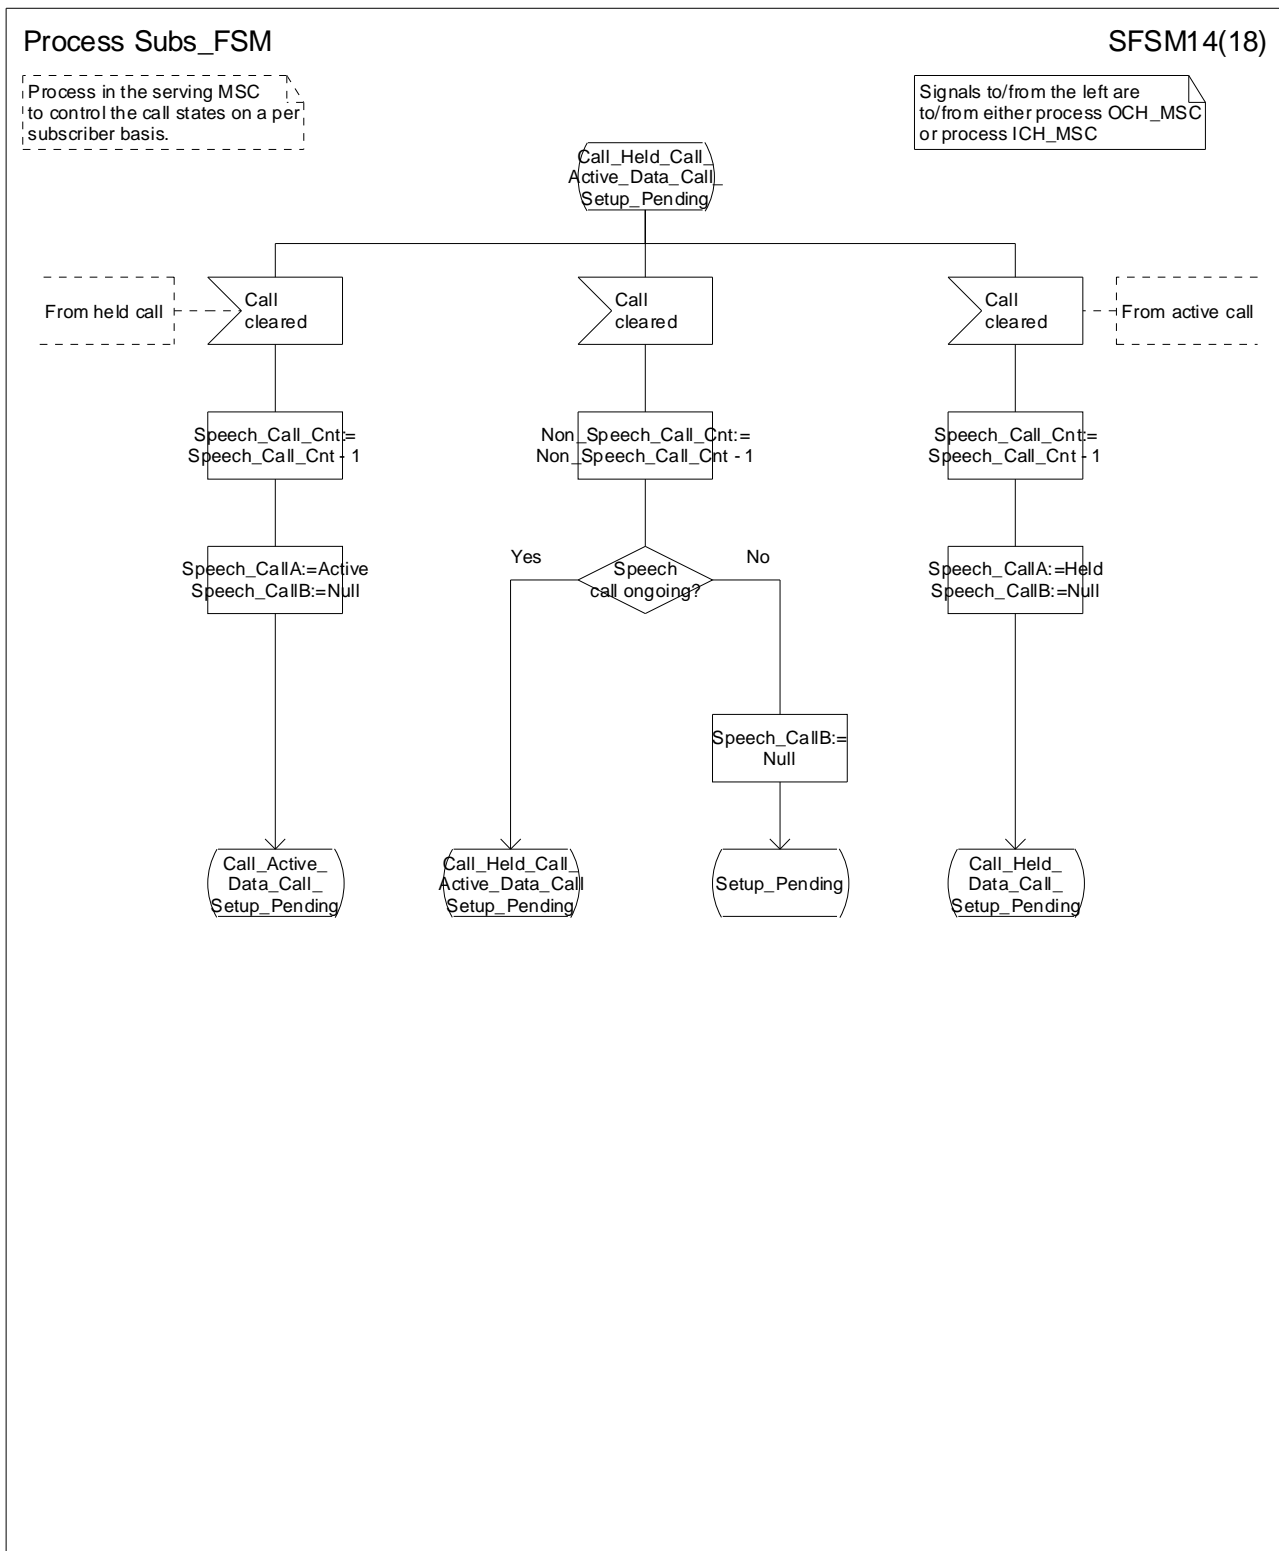 Process Subs_FSM
SFSM14(18)
Process in the serving MSC
to control the call states on a per
subscriber basis.
Signals to/from the left are
to/from either process OCH_MSC
or process ICH_MSC
Call_Held_Call_
Active_Data_Call_
Setup_Pending
From held call
Call
cleared
Call
cleared
Call
cleared
From active call
Speech_Call_Cnt:=
Speech_Call_Cnt - 1
Non_Speech_Call_Cnt:=
Non_Speech_Call_Cnt - 1
Speech_Call_Cnt:=
Speech_Call_Cnt - 1
Speech_CallA:=Active
Speech_CallB:=Null
Yes
Speech
call ongoing?
No
Speech_CallA:=Held
Speech_CallB:=Null
Speech_CallB:=
Null
Call_Active_
Data_Call_
Setup_Pending
Call_Held_Call_
Active_Data_Call
Setup_Pending
Setup_Pending
Call_Held_
Data_Call_
Setup_Pending